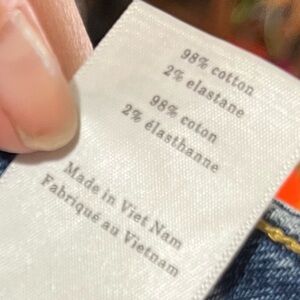 98% cotton
2% elastane
98% coton
2% élasthanne
Made in Viet Nam
Fabriqué au Vietnam